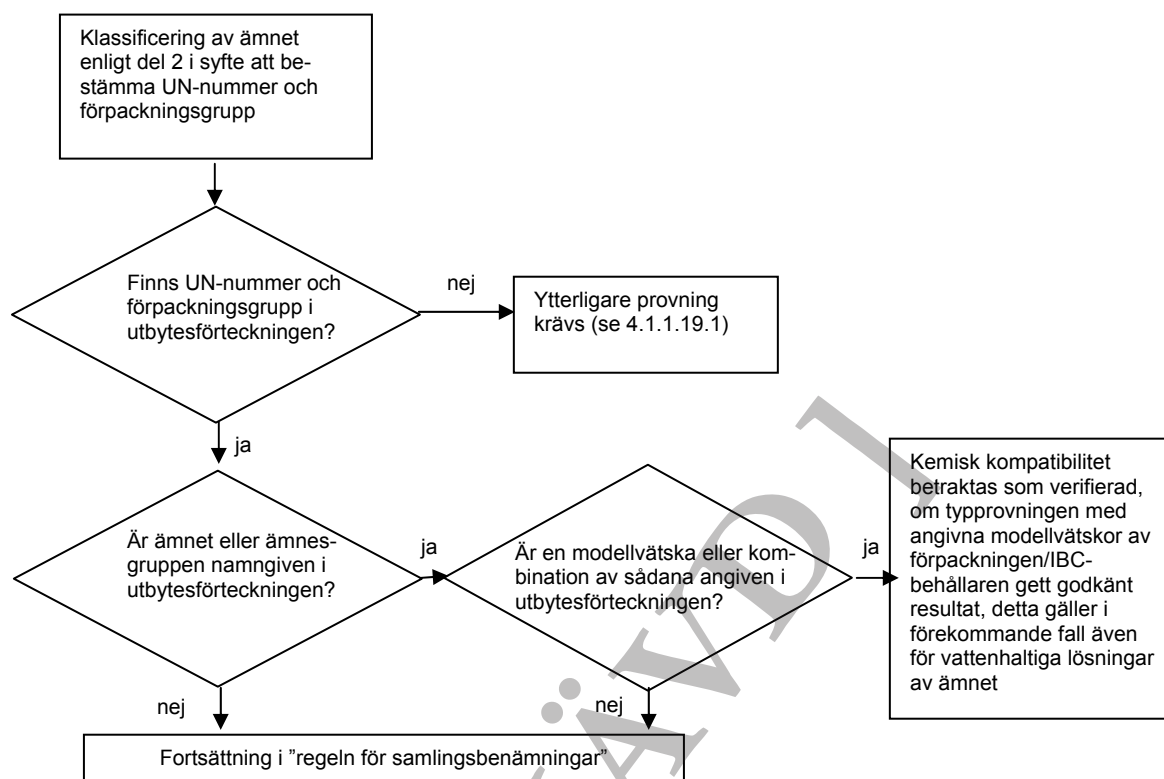 Klassificering av ämnet
enligt del 2 i syfte att be-
stämma UN-nummer och
förpackningsgrupp
Finns UN-nummer och
förpackningsgrupp i
utbytesförteckningen?
nej
Ytterligare provning
krävs (se 4.1.1.19.1)
ja
Är ämnet eller ämnes-
gruppen namngiven i
utbytesförteckningen?
ja
Är en modellvätska eller kom-
bination av sådana angiven i
utbytesförteckningen?
ja
Kemisk kompatibilitet
betraktas som verifierad,
om typprovningen med
angivna modellvätskor av
förpackningen/IBC-
behållaren gett godkänt
resultat, detta gäller i
förekommande fall även
för vattenhaltiga lösningar
av ämnet
nej
nej
Fortsättning i ”regeln för samlingsbenämningar”
ÄVD